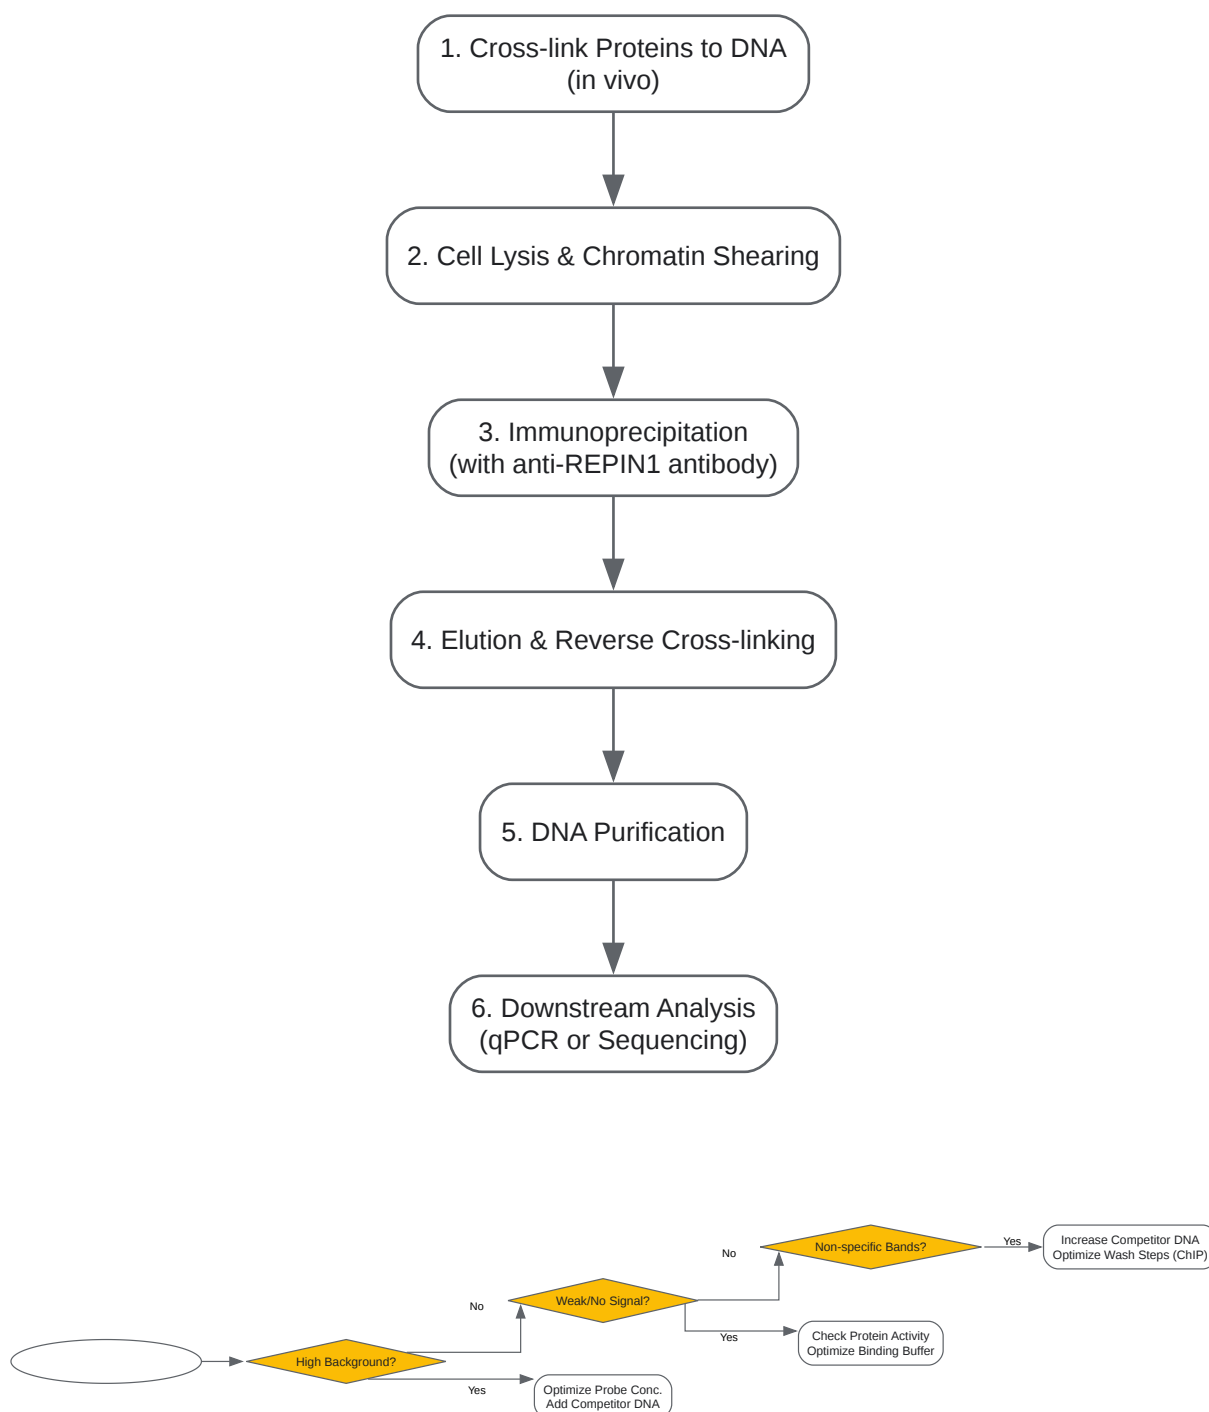 1. Cross-link Proteins to DNA
(in vivo)
2. Cell Lysis & Chromatin Shearing
3. Immunoprecipitation
(with anti-REPIN1 antibody)
4. Elution & Reverse Cross-linking
5. DNA Purification
6. Downstream Analysis
(qPCR or Sequencing)
High Background?
No
Yes
Optimize Probe Conc.
Add Competitor DNA
Weak/No Signal?
No
Yes
Check Protein Activity
Optimize Binding Buffer
Non-specific Bands?
Yes
Increase Competitor DNA
Optimize Wash Steps (ChIP)